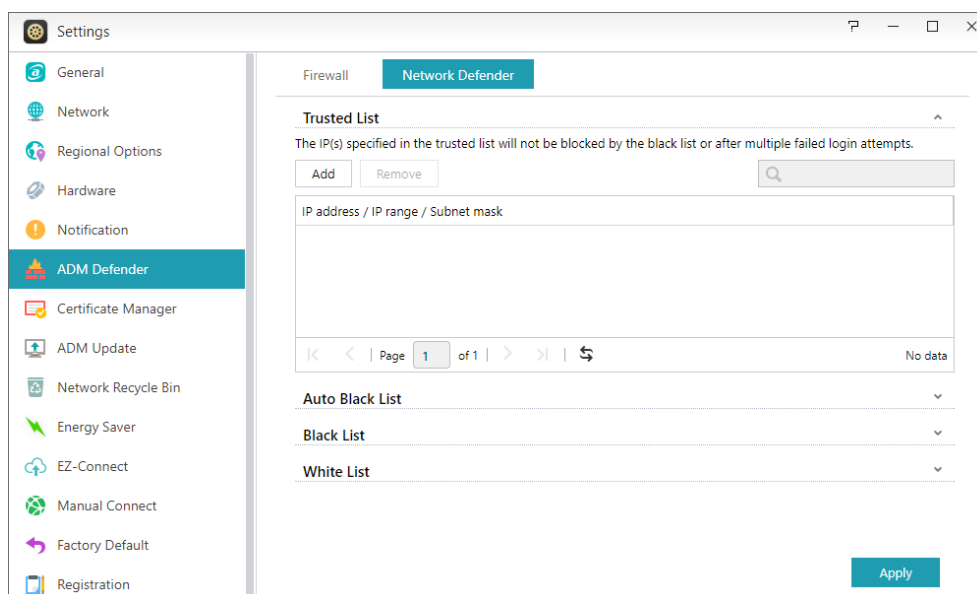 Settings
General
Network
Regional Options
Hardware
Notification
ADM Defender
Certificate Manager
ADM Update
Network Recycle Bin
Energy Saver
EZ-Connect
Manual Connect
Factory Default
Registration
Firewall Network Defender
Trusted List
The IP(s) specified in the trusted list will not be blocked by the black list or after multiple failed login attempts.
Add Remove
IP address / IP range / Subnet mask
Page 1 of 1 No data
Auto Black List
Black List
White List
Apply